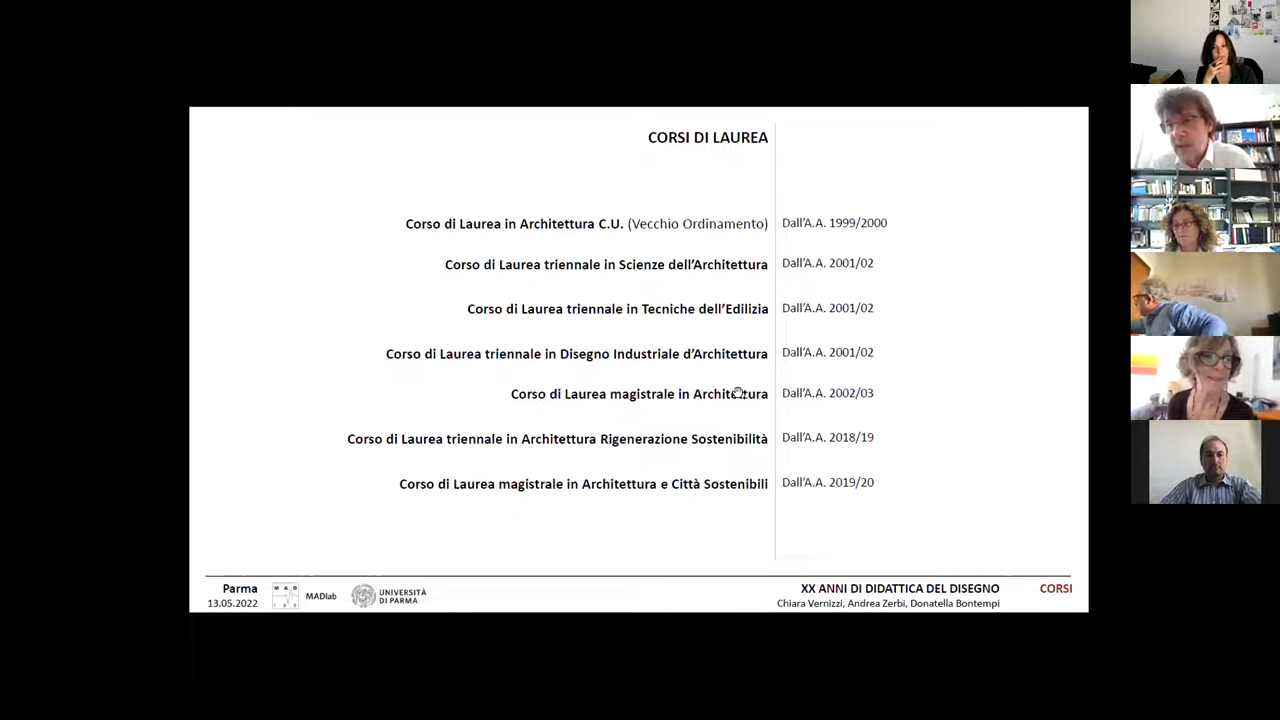 CORSI DI LAUREA
Corso di Laurea in Architettura C.U. (Vecchio Ordinamento) Dall'A.A. 1999/2000
Corso di Laurea triennale in Scienze dell'Architettura Dall'A.A. 2001/02
Corso di Laurea triennale in Tecniche dell'Edilizia Dall'A.A. 2001/02
Corso di Laurea triennale in Disegno Industriale d'Architettura Dall'A.A. 2001/02
Corso di Laurea magistrale in Architettura Dall'A.A. 2002/03
Corso di Laurea triennale in Architettura Rigenerazione Sostenibilità Dall'A.A. 2018/19
Corso di Laurea magistrale in Architettura e Città Sostenibili Dall'A.A. 2019/20
Parma
13.05.2022
MAD
MADlab
UNIVERSITÀ
DI PARMA
XX ANNI DI DIDATTICA DEL DISEGNO
Chiara Vernizzi, Andrea Zerbi, Donatella Bontempi
CORSI